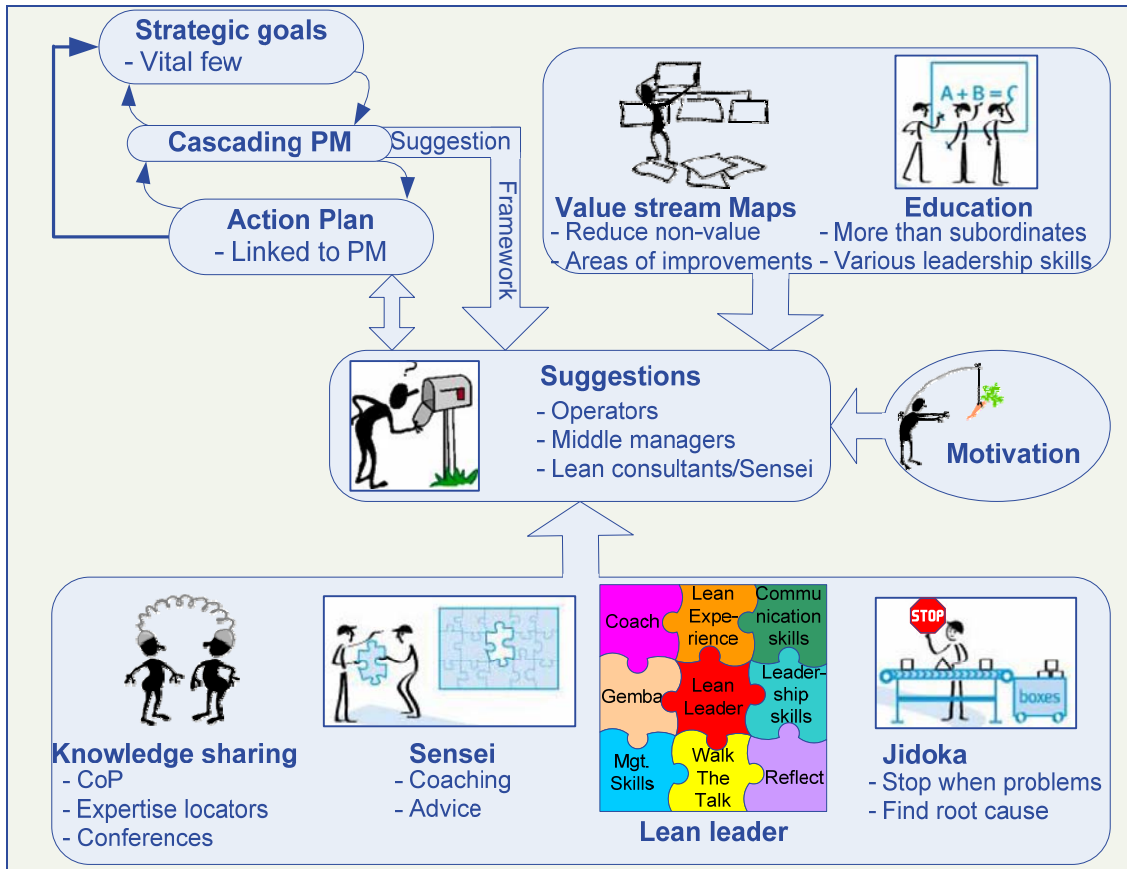 Strategic goals
- Vital few
Cascading PM
Suggestion
Framework
Action Plan
- Linked to PM
A + B = C
Value stream Maps
- Reduce non-value
- Areas of improvements
Education
- More than subordinates
- Various leadership skills
?
Suggestions
- Operators
- Middle managers
- Lean consultants/Sensei
Motivation
Knowledge sharing
- CoP
- Expertise locators
- Conferences
Sensei
- Coaching
- Advice
Coach
Lean
Expe-
rience
Commu
nication
skills
Gemba
Lean
Leader
Leader-
ship
skills
Mgt.
Skills
Walk
The
Talk
Reflect
Lean leader
STOP
boxes
Jidoka
- Stop when problems
- Find root cause